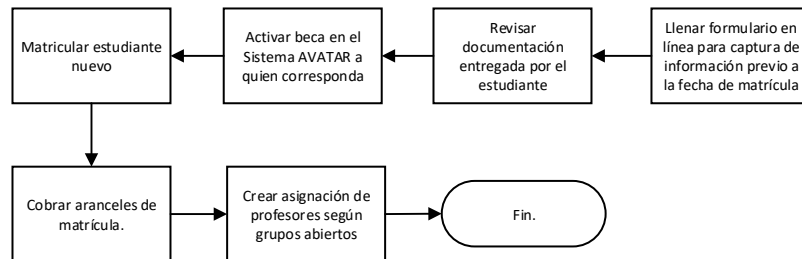 Matricular estudiante
nuevo
Activar beca en el
Sistema AVATAR a
quien corresponda
Revisar
documentación
entregada por el
estudiante
Llenar formulario en
línea para captura de
información previo a
la fecha de matrícula
Cobrar aranceles de
matrícula.
Crear asignación de
profesores según
grupos abiertos
Fin.